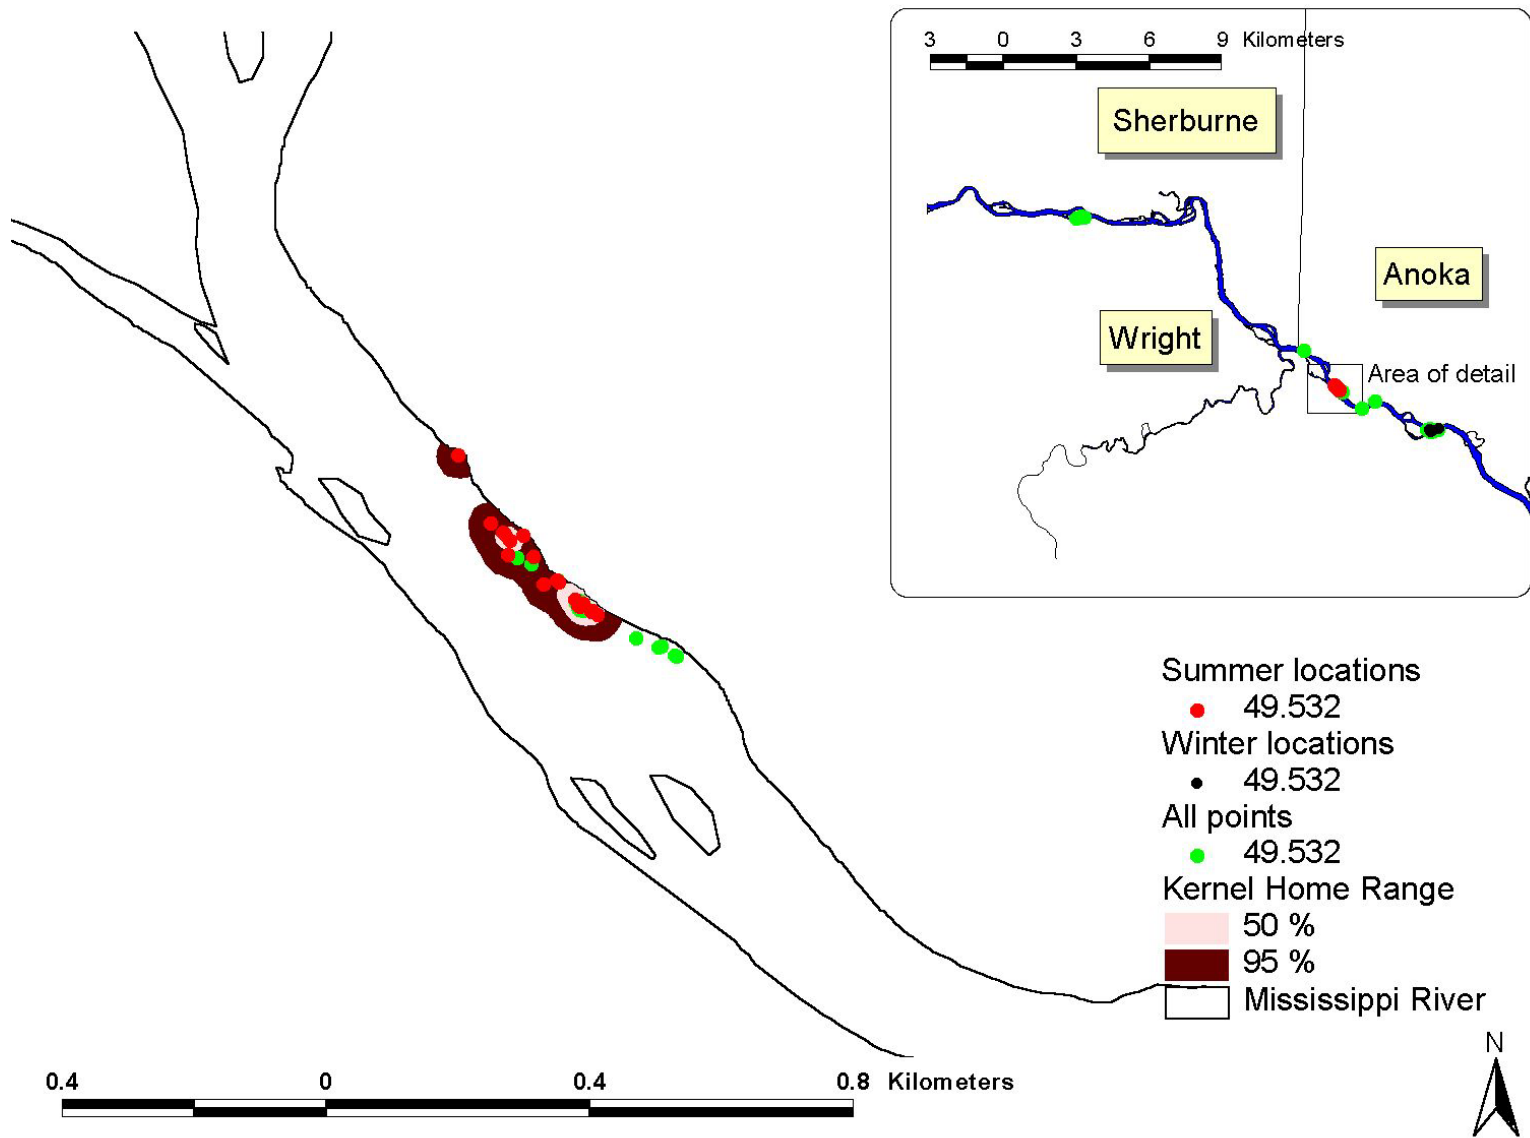 3 0 3 6 9 Kilometers
Sherburne
Anoka
Wright
Area of detail
Summer locations
49.532
Winter locations
49.532
All points
49.532
Kernel Home Range
50 %
95 %
Mississippi River
N
0.4 0 0.4 0.8 Kilometers